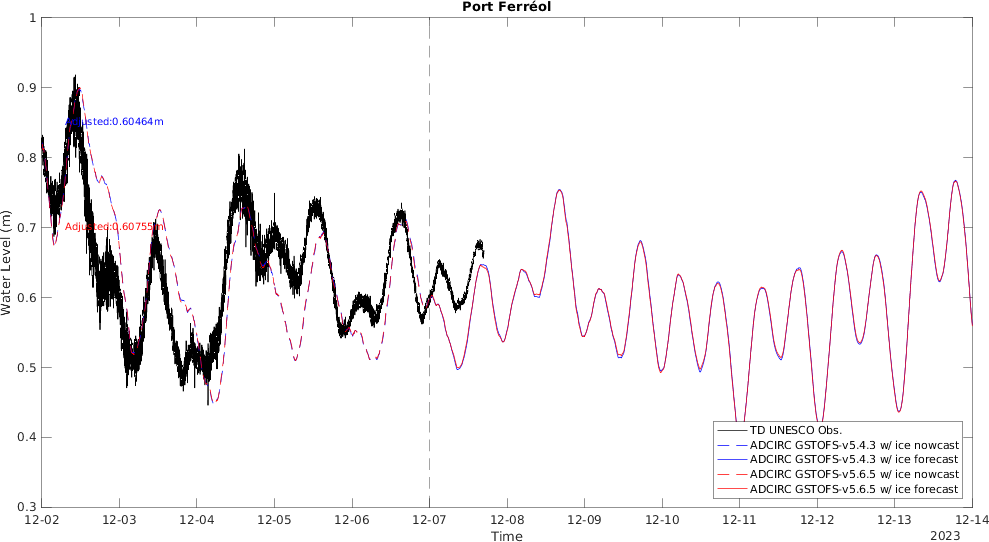 Port Ferréol
1
0.9
0.8
0.7
0.6
0.5
0.4
0.3
Water Level (m)
Adjusted:0.60464m
Adjusted:0.60755m
TD UNESCO Obs.
ADCIRC GSTOFS-v5.4.3 w/ ice nowcast
ADCIRC GSTOFS-v5.4.3 w/ ice forecast
ADCIRC GSTOFS-v5.6.5 w/ ice nowcast
ADCIRC GSTOFS-v5.6.5 w/ ice forecast
12-02 12-03 12-04 12-05 12-06 12-07 12-08 12-09 12-10 12-11 12-12 12-13 12-14
Time
2023